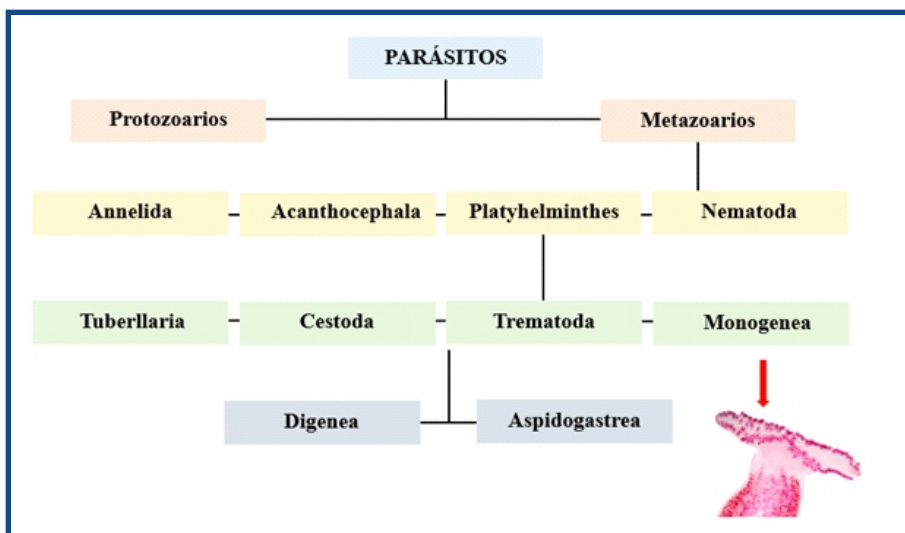 PARÁSITOS
Protozoarios
Metazoarios
Annelida
Acanthocephala
Platyhelminthes
Nematoda
Tuberllaria
Cestoda
Trematoda
Monogenea
Digenea
Aspidogastrea